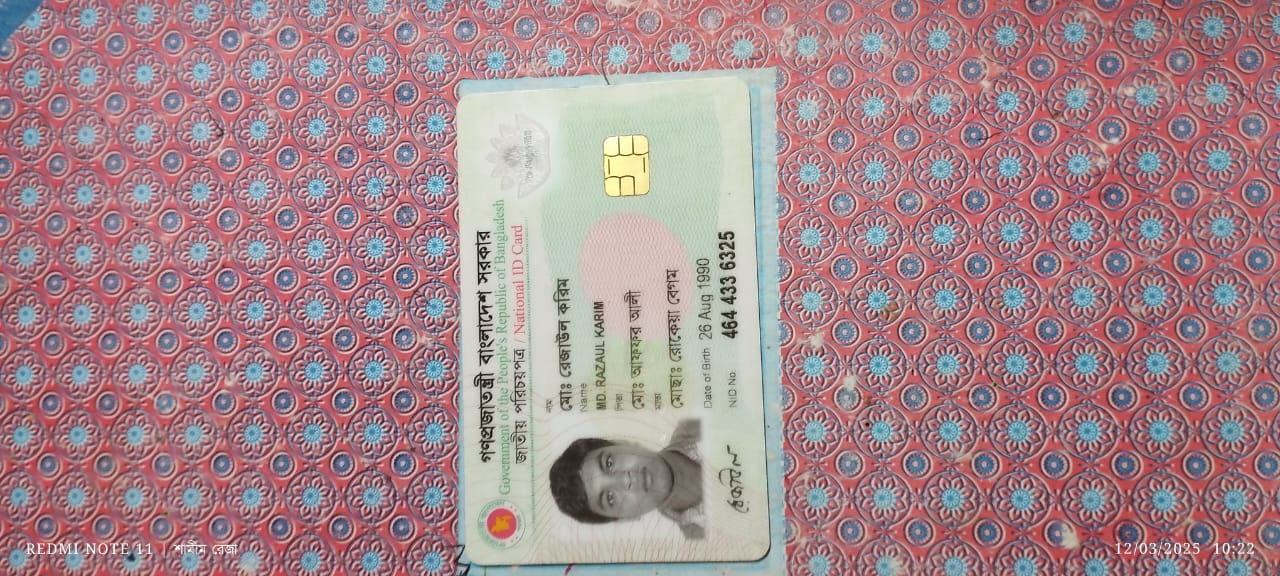 গণপ্রজাতন্ত্রী বাংলাদেশ সরকার
Government of the People's Republic of Bangladesh
জাতীয় পরিচয়পত্র / National ID Card
নাম
মোঃ রেজাউল করিম
Name
MD. RAZAUL KARIM
পিতা
মোঃ আফফর আলী
মাতা
মোছাঃ রোকেয়া বেগম
Date of Birth 26 Aug 1990
NID No. 464 433 6325
REDMI NOTE 11 | শামীম রেজা
12/03/2025 10:22